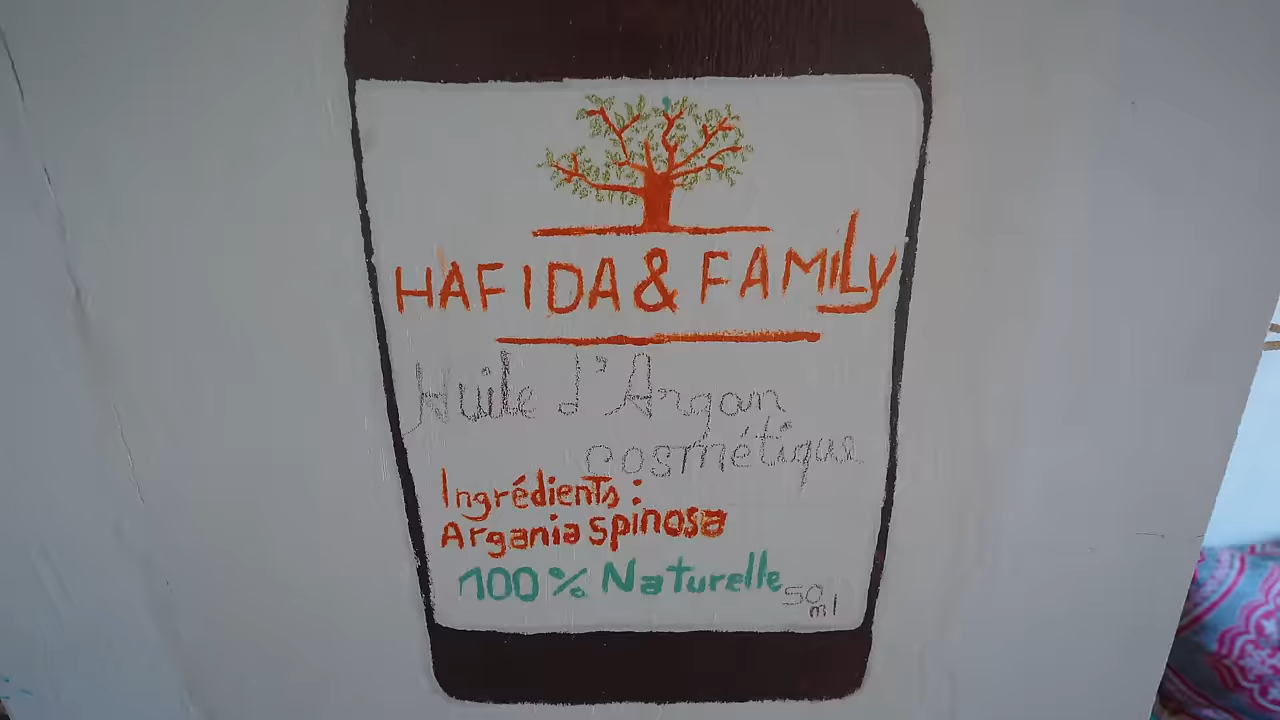 HAFIDA & FAMiLy
Huile d'Argan
cosmétique
Ingrédients :
Argania spinosa
100% Naturelle
50
ml